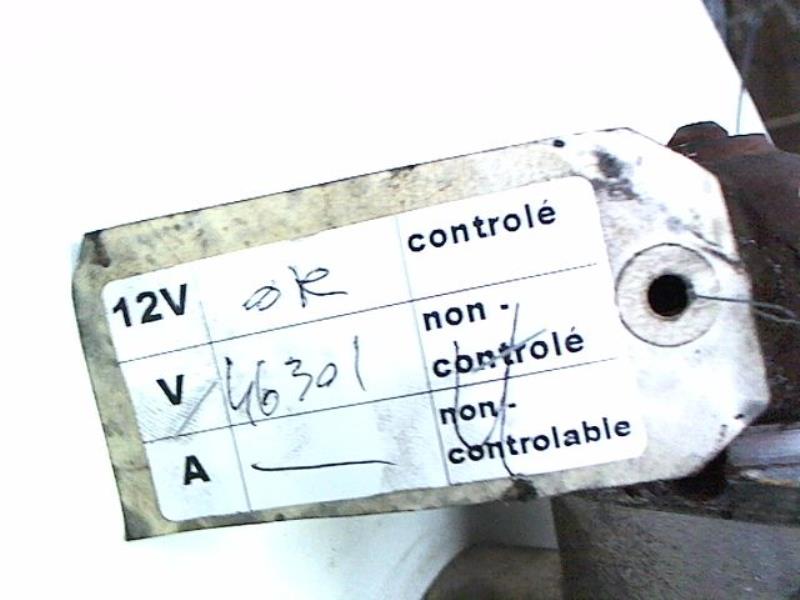 12V OK controlé
V 46301 non - controlé
A — non - controlable